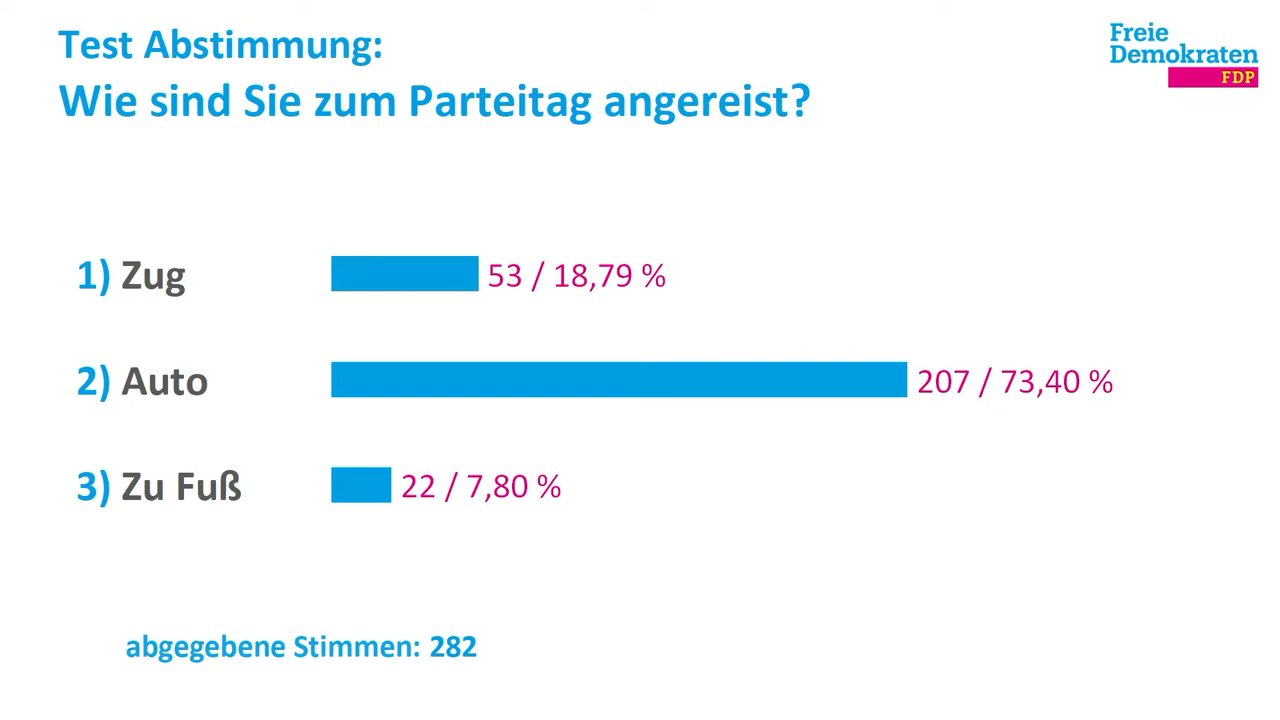 Test Abstimmung:
Wie sind Sie zum Parteitag angereist?
Freie
Demokraten
FDP
1) Zug 53 / 18,79 %
2) Auto 207 / 73,40 %
3) Zu Fuß 22 / 7,80 %
abgegebene Stimmen: 282